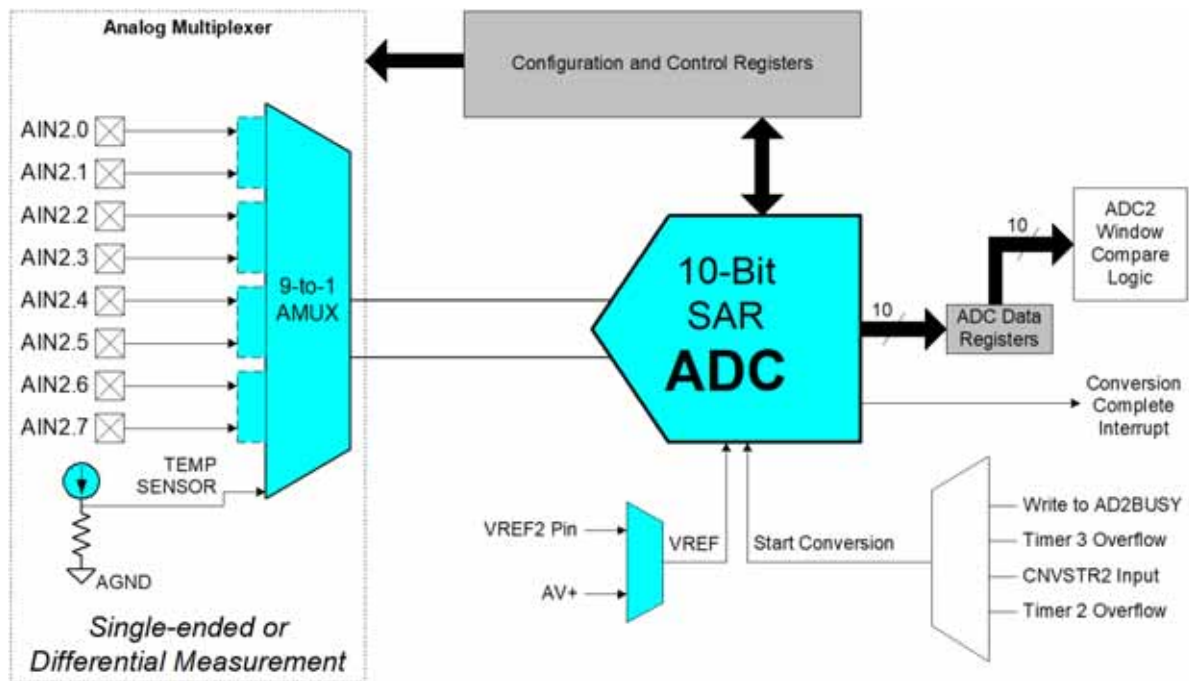 Analog Multiplexer
Configuration and Control Registers
AIN2.0
AIN2.1
AIN2.2
AIN2.3
AIN2.4
AIN2.5
AIN2.6
AIN2.7
9-to-1
AMUX
TEMP
SENSOR
AGND
Single-ended or
Differential Measurement
10-Bit
SAR
ADC
10
ADC Data
Registers
10
ADC2
Window
Compare
Logic
Conversion
Complete
Interrupt
VREF2 Pin
AV+
VREF
Start Conversion
Write to AD2BUSY
Timer 3 Overflow
CNVSTR2 Input
Timer 2 Overflow